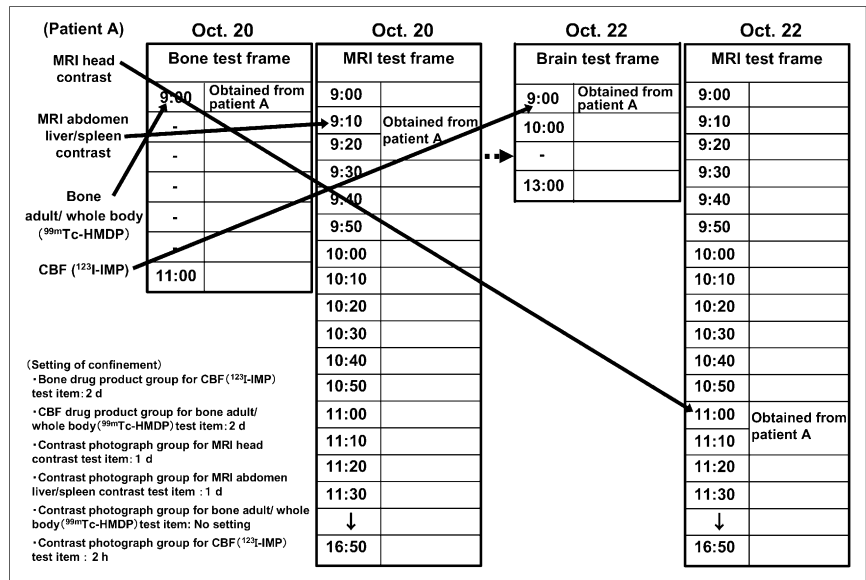 (Patient A)
Oct. 20
Oct. 20
Oct. 22
Oct. 22
MRI head
contrast
MRI abdomen
liver/spleen
contrast
Bone
adult/ whole body
(⁹⁹ᵐTc-HMDP)
CBF (¹²³I-IMP)
Bone test frame
9:00
Obtained from
patient A
-
-
-
-
-
11:00
MRI test frame
9:00
9:10
Obtained from
patient A
9:20
9:30
9:40
9:50
10:00
10:10
10:20
10:30
10:40
10:50
11:00
11:10
11:20
11:30
↓
16:50
Brain test frame
9:00
Obtained from
patient A
10:00
-
13:00
MRI test frame
9:00
9:10
9:20
9:30
9:40
9:50
10:00
10:10
10:20
10:30
10:40
10:50
11:00
Obtained from
patient A
11:10
11:20
11:30
↓
16:50
(Setting of confinement)
・Bone drug product group for CBF(¹²³I-IMP)
test item: 2 d
・CBF drug product group for bone adult/
whole body(⁹⁹ᵐTc-HMDP)test item: 2 d
・Contrast photograph group for MRI head
contrast test item: 1 d
・Contrast photograph group for MRI abdomen
liver/spleen contrast test item : 1 d
・Contrast photograph group for bone adult/ whole
body(⁹⁹ᵐTc-HMDP)test item: No setting
・Contrast photograph group for CBF(¹²³I-IMP)
test item : 2 h